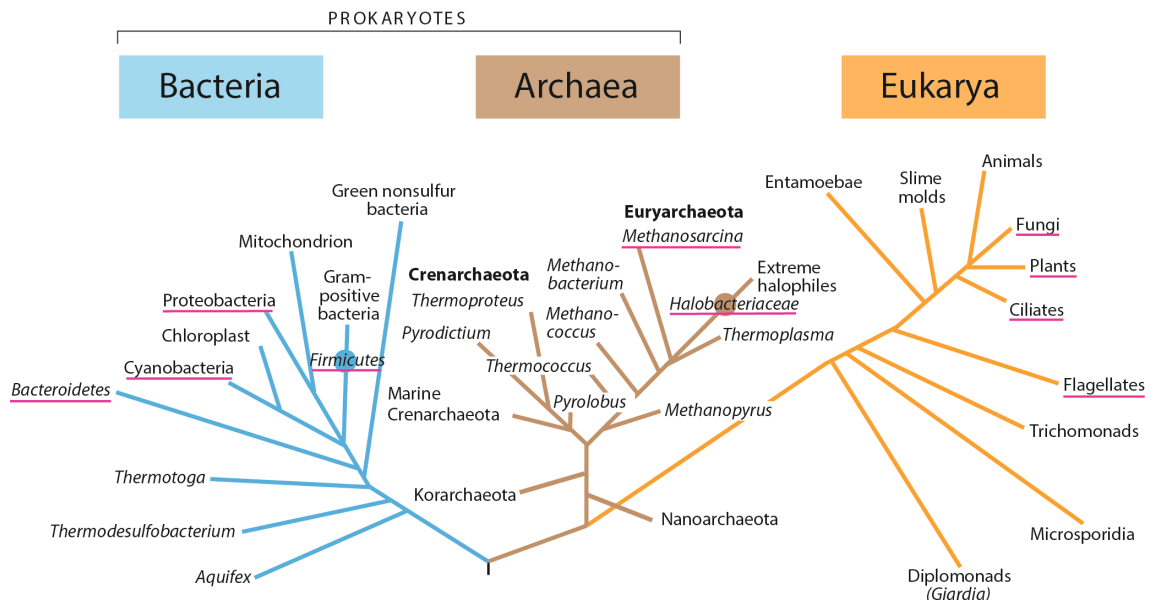 PROKARYOTES
Bacteria
Archaea
Eukarya
Green nonsulfur
bacteria
Mitochondrion
Gram-
positive
bacteria
Proteobacteria
Chloroplast
Firmicutes
Cyanobacteria
Bacteroidetes
Thermotoga
Thermodesulfobacterium
Aquifex
Euryarchaeota
Methanosarcina
Crenarchaeota
Thermoproteus
Methano-
bacterium
Extreme
halophiles
Halobacteriaceae
Pyrodictium
Methano-
coccus
Thermoplasma
Thermococcus
Marine
Crenarchaeota
Pyrolobus
Methanopyrus
Korarchaeota
Nanoarchaeota
Entamoebae
Slime
molds
Animals
Fungi
Plants
Ciliates
Flagellates
Trichomonads
Microsporidia
Diplomonads
(Giardia)